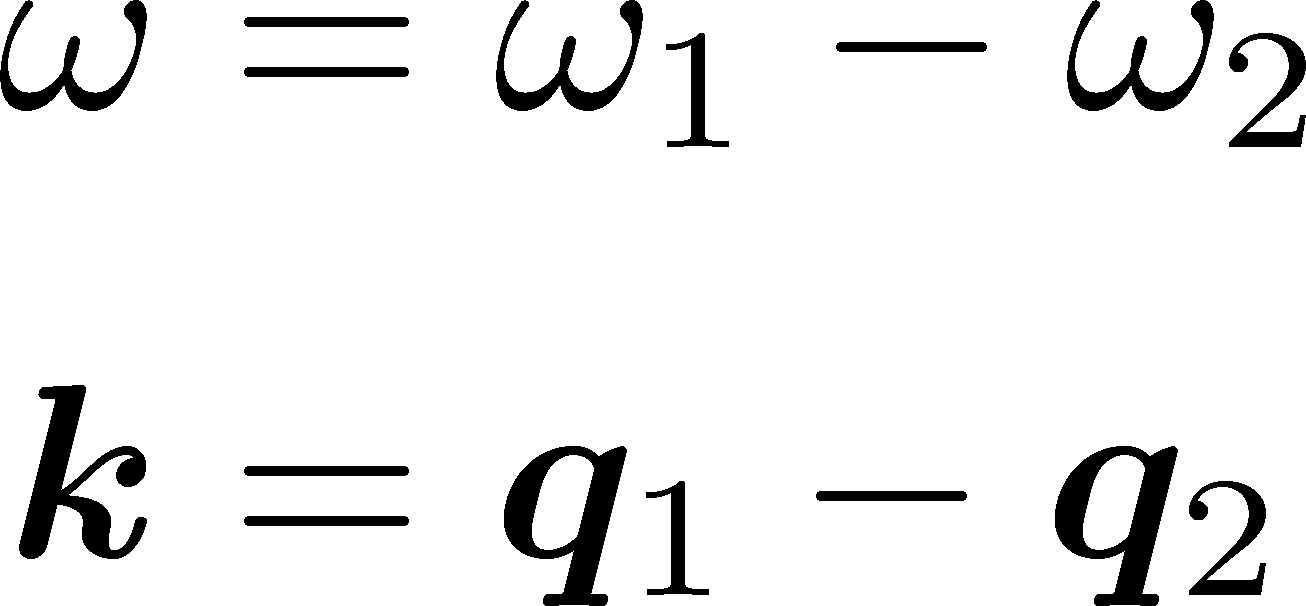 ω = ω₁ − ω₂
𝒌 = 𝒒₁ − 𝒒₂